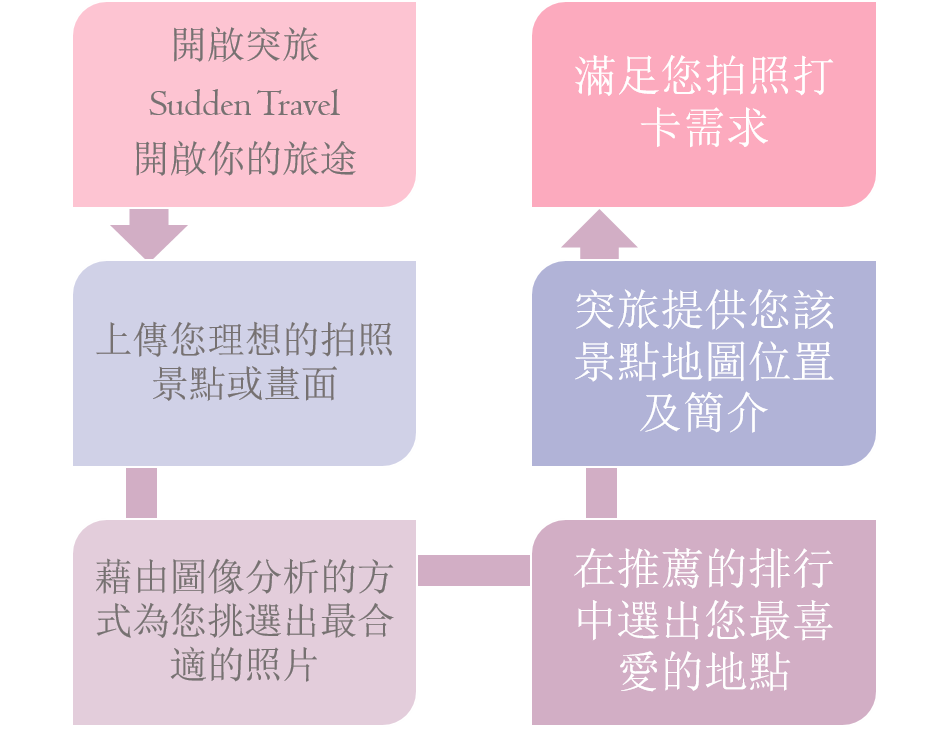 開啟突旅
Sudden Travel
開啟你的旅途
上傳您理想的拍照
景點或畫面
藉由圖像分析的方
式為您挑選出最合
適的照片
在推薦的排行
中選出您最喜
愛的地點
突旅提供您該
景點地圖位置
及簡介
滿足您拍照打
卡需求